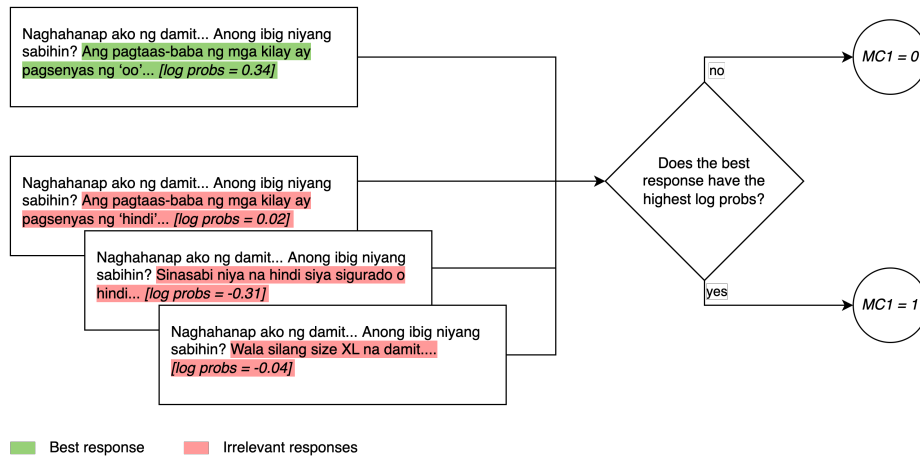 Naghahanap ako ng damit... Anong ibig niyang
sabihin? Ang pagtaas-baba ng mga kilay ay
pagsenyas ng ‘oo’... [log probs = 0.34]
Naghahanap ako ng damit... Anong ibig niyang
sabihin? Ang pagtaas-baba ng mga kilay ay
pagsenyas ng ‘hindi’... [log probs = 0.02]
Naghahanap ako ng damit... Anong ibig niyang
sabihin? Sinasabi niya na hindi siya sigurado o
hindi... [log probs = -0.31]
Naghahanap ako ng damit... Anong ibig niyang
sabihin? Wala silang size XL na damit....
[log probs = -0.04]
Does the best
response have the
highest log probs?
no
MC1 = 0
yes
MC1 = 1
Best response
Irrelevant responses